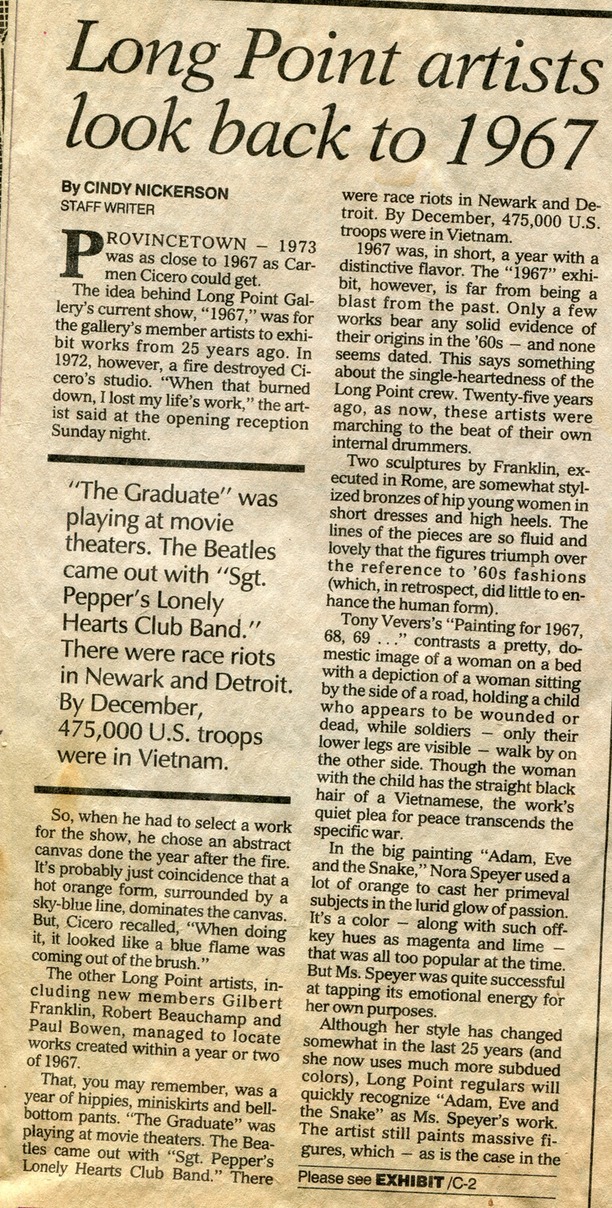 Long Point artists
look back to 1967
By CINDY NICKERSON
STAFF WRITER
PROVINCETOWN — 1973
was as close to 1967 as Car-
men Cicero could get.
The idea behind Long Point Gal-
lery's current show, "1967," was for
the gallery's member artists to exhi-
bit works from 25 years ago. In
1972, however, a fire destroyed Ci-
cero's studio. "When that burned
down, I lost my life's work," the art-
ist said at the opening reception
Sunday night.
"The Graduate" was
playing at movie
theaters. The Beatles
came out with "Sgt.
Pepper's Lonely
Hearts Club Band."
There were race riots
in Newark and Detroit.
By December,
475,000 U.S. troops
were in Vietnam.
So, when he had to select a work
for the show, he chose an abstract
canvas done the year after the fire.
It's probably just coincidence that a
hot orange form, surrounded by a
sky-blue line, dominates the canvas.
But, Cicero recalled, "When doing
it, it looked like a blue flame was
coming out of the brush."
The other Long Point artists, in-
cluding new members Gilbert
Franklin, Robert Beauchamp and
Paul Bowen, managed to locate
works created within a year or two
of 1967.
That, you may remember, was a
year of hippies, miniskirts and bell-
bottom pants. "The Graduate" was
playing at movie theaters. The Bea-
tles came out with "Sgt. Pepper's
Lonely Hearts Club Band." There
were race riots in Newark and De-
troit. By December, 475,000 U.S.
troops were in Vietnam.
1967 was, in short, a year with a
distinctive flavor. The "1967" exhi-
bit, however, is far from being a
blast from the past. Only a few
works bear any solid evidence of
their origins in the '60s — and none
seems dated. This says something
about the single-heartedness of the
Long Point crew. Twenty-five years
ago, as now, these artists were
marching to the beat of their own
internal drummers.
Two sculptures by Franklin, ex-
ecuted in Rome, are somewhat styl-
ized bronzes of hip young women in
short dresses and high heels. The
lines of the pieces are so fluid and
lovely that the figures triumph over
the reference to '60s fashions
(which, in retrospect, did little to en-
hance the human form).
Tony Vevers's "Painting for 1967,
68, 69 . . ." contrasts a pretty, do-
mestic image of a woman on a bed
with a depiction of a woman sitting
by the side of a road, holding a child
who appears to be wounded or
dead, while soldiers — only their
lower legs are visible — walk by on
the other side. Though the woman
with the child has the straight black
hair of a Vietnamese, the work's
quiet plea for peace transcends the
specific war.
In the big painting "Adam, Eve
and the Snake," Nora Speyer used a
lot of orange to cast her primeval
subjects in the lurid glow of passion.
It's a color — along with such off-
key hues as magenta and lime —
that was all too popular at the time.
But Ms. Speyer was quite successful
at tapping its emotional energy for
her own purposes.
Although her style has changed
somewhat in the last 25 years (and
she now uses much more subdued
colors), Long Point regulars will
quickly recognize "Adam, Eve and
the Snake" as Ms. Speyer's work.
The artist still paints massive fi-
gures, which — as is the case in the
Please see EXHIBIT /C-2